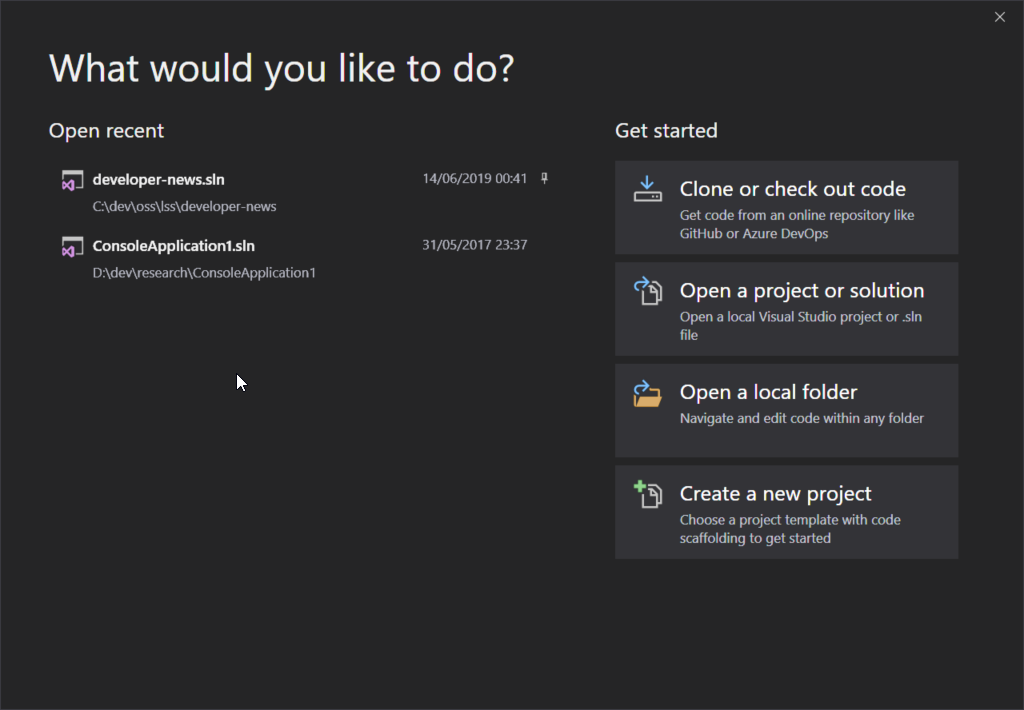 What would you like to do?
Open recent
developer-news.sln 14/06/2019 00:41
C:\dev\oss\lss\developer-news
ConsoleApplication1.sln 31/05/2017 23:37
D:\dev\research\ConsoleApplication1
Get started
Clone or check out code
Get code from an online repository like
GitHub or Azure DevOps
Open a project or solution
Open a local Visual Studio project or .sln
file
Open a local folder
Navigate and edit code within any folder
Create a new project
Choose a project template with code
scaffolding to get started